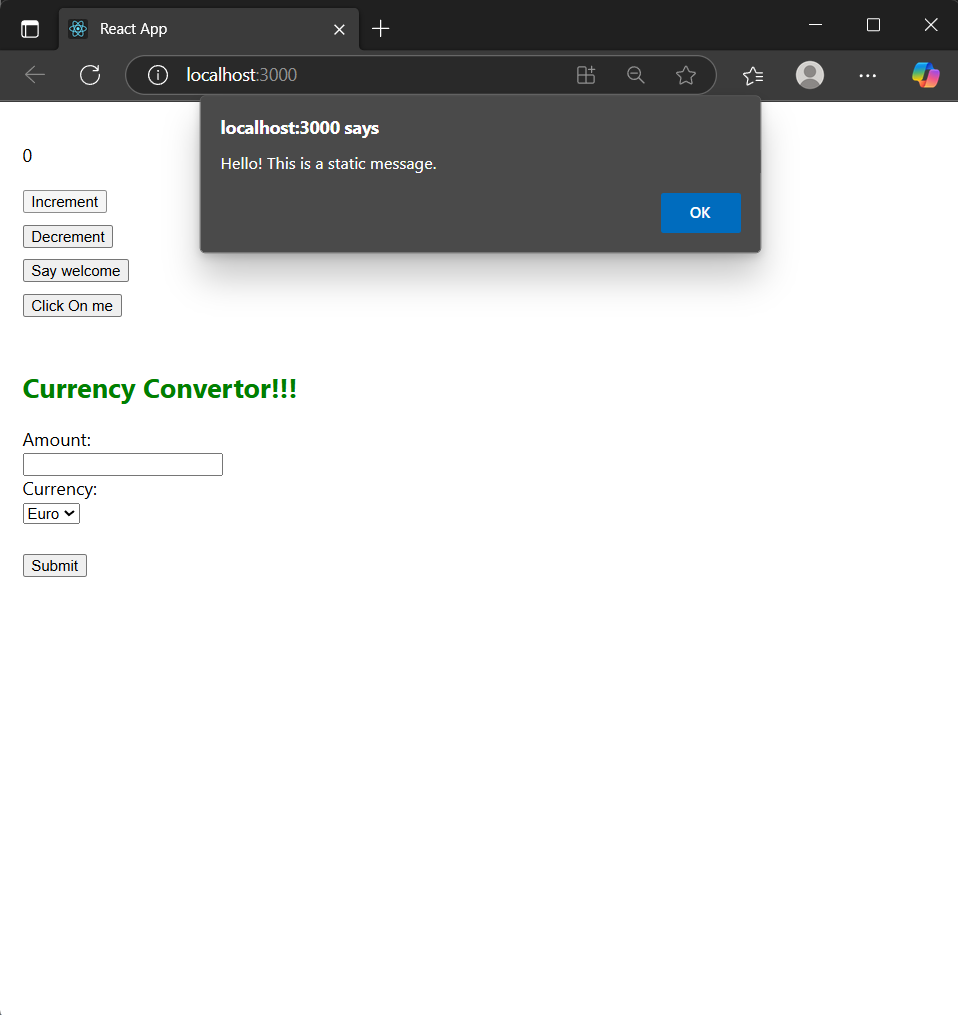 React App
localhost:3000
localhost:3000 says
Hello! This is a static message.
OK
0
Increment
Decrement
Say welcome
Click On me
Currency Convertor!!!
Amount:
Currency:
Euro
Submit